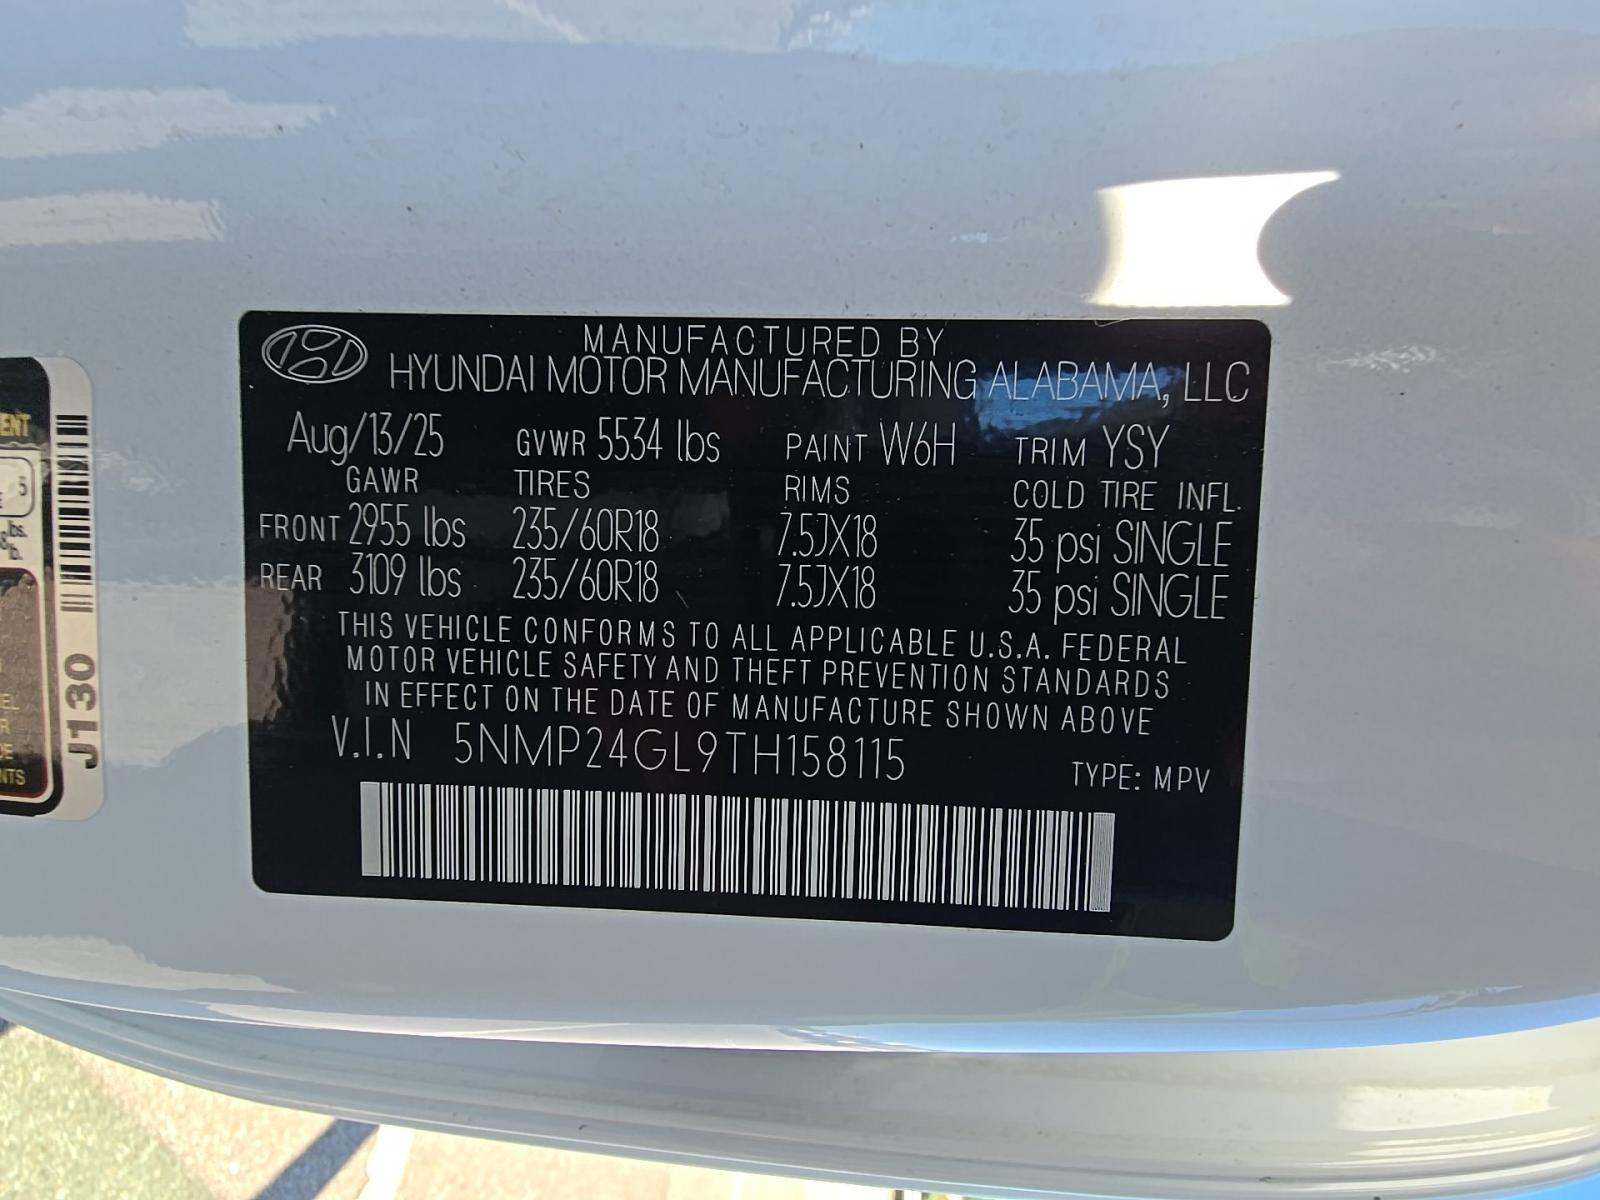 MANUFACTURED BY
HYUNDAI MOTOR MANUFACTURING ALABAMA, LLC
Aug/13/25 GVWR 5534 lbs PAINT W6H TRIM YSY
GAWR TIRES RIMS COLD TIRE INFL.
FRONT 2955 lbs 235/60R18 7.5JX18 35 psi SINGLE
REAR 3109 lbs 235/60R18 7.5JX18 35 psi SINGLE
THIS VEHICLE CONFORMS TO ALL APPLICABLE U.S.A. FEDERAL
MOTOR VEHICLE SAFETY AND THEFT PREVENTION STANDARDS
IN EFFECT ON THE DATE OF MANUFACTURE SHOWN ABOVE
V.I.N 5NMP24GL9TH158115
TYPE: MPV
J130